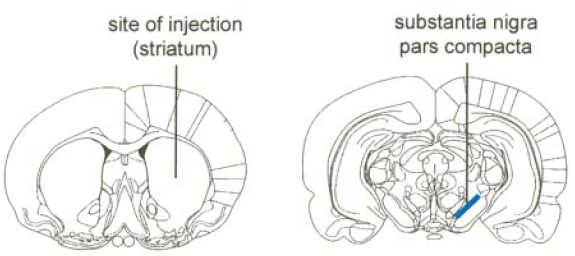 site of injection
(striatum)
substantia nigra
pars compacta